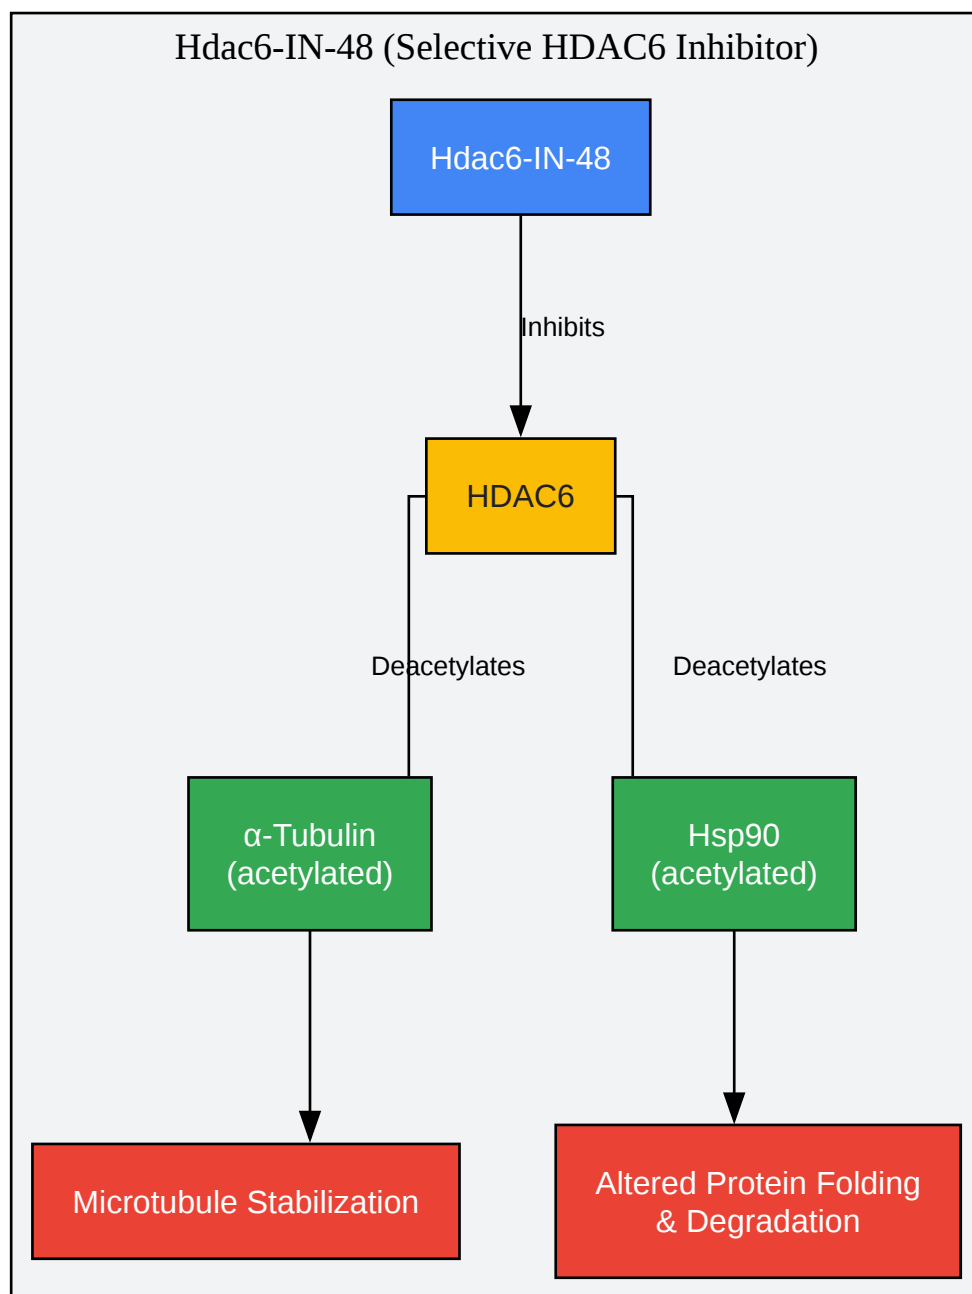 Hdac6-IN-48 (Selective HDAC6 Inhibitor)
Hdac6-IN-48
Inhibits
HDAC6
Deacetylates
Deacetylates
α-Tubulin
(acetylated)
Hsp90
(acetylated)
Microtubule Stabilization
Altered Protein Folding
& Degradation